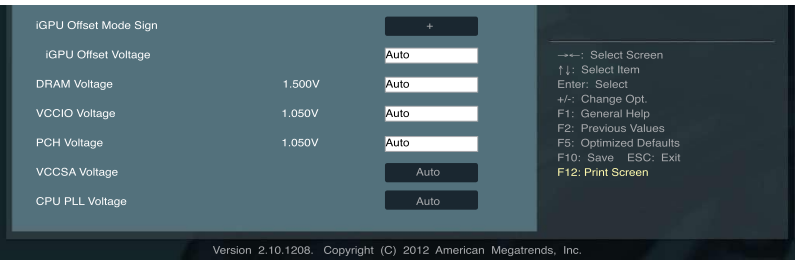 iGPU Offset Mode Sign +
iGPU Offset Voltage Auto
DRAM Voltage 1.500V Auto
VCCIO Voltage 1.050V Auto
PCH Voltage 1.050V Auto
VCCSA Voltage Auto
CPU PLL Voltage Auto
→←: Select Screen
↑↓: Select Item
Enter: Select
+/-: Change Opt.
F1: General Help
F2: Previous Values
F5: Optimized Defaults
F10: Save ESC: Exit
F12: Print Screen
Version 2.10.1208. Copyright (C) 2012 American Megatrends, Inc.